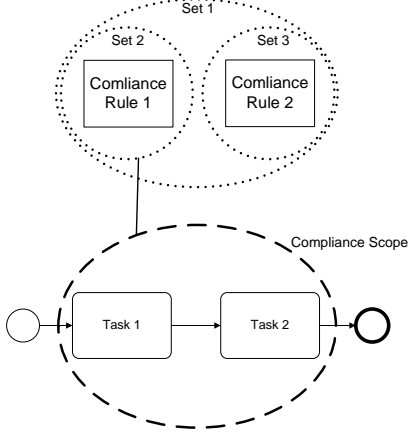 Set 1
Set 2
Set 3
Comliance
Rule 1
Comliance
Rule 2
Compliance Scope
Task 1
Task 2